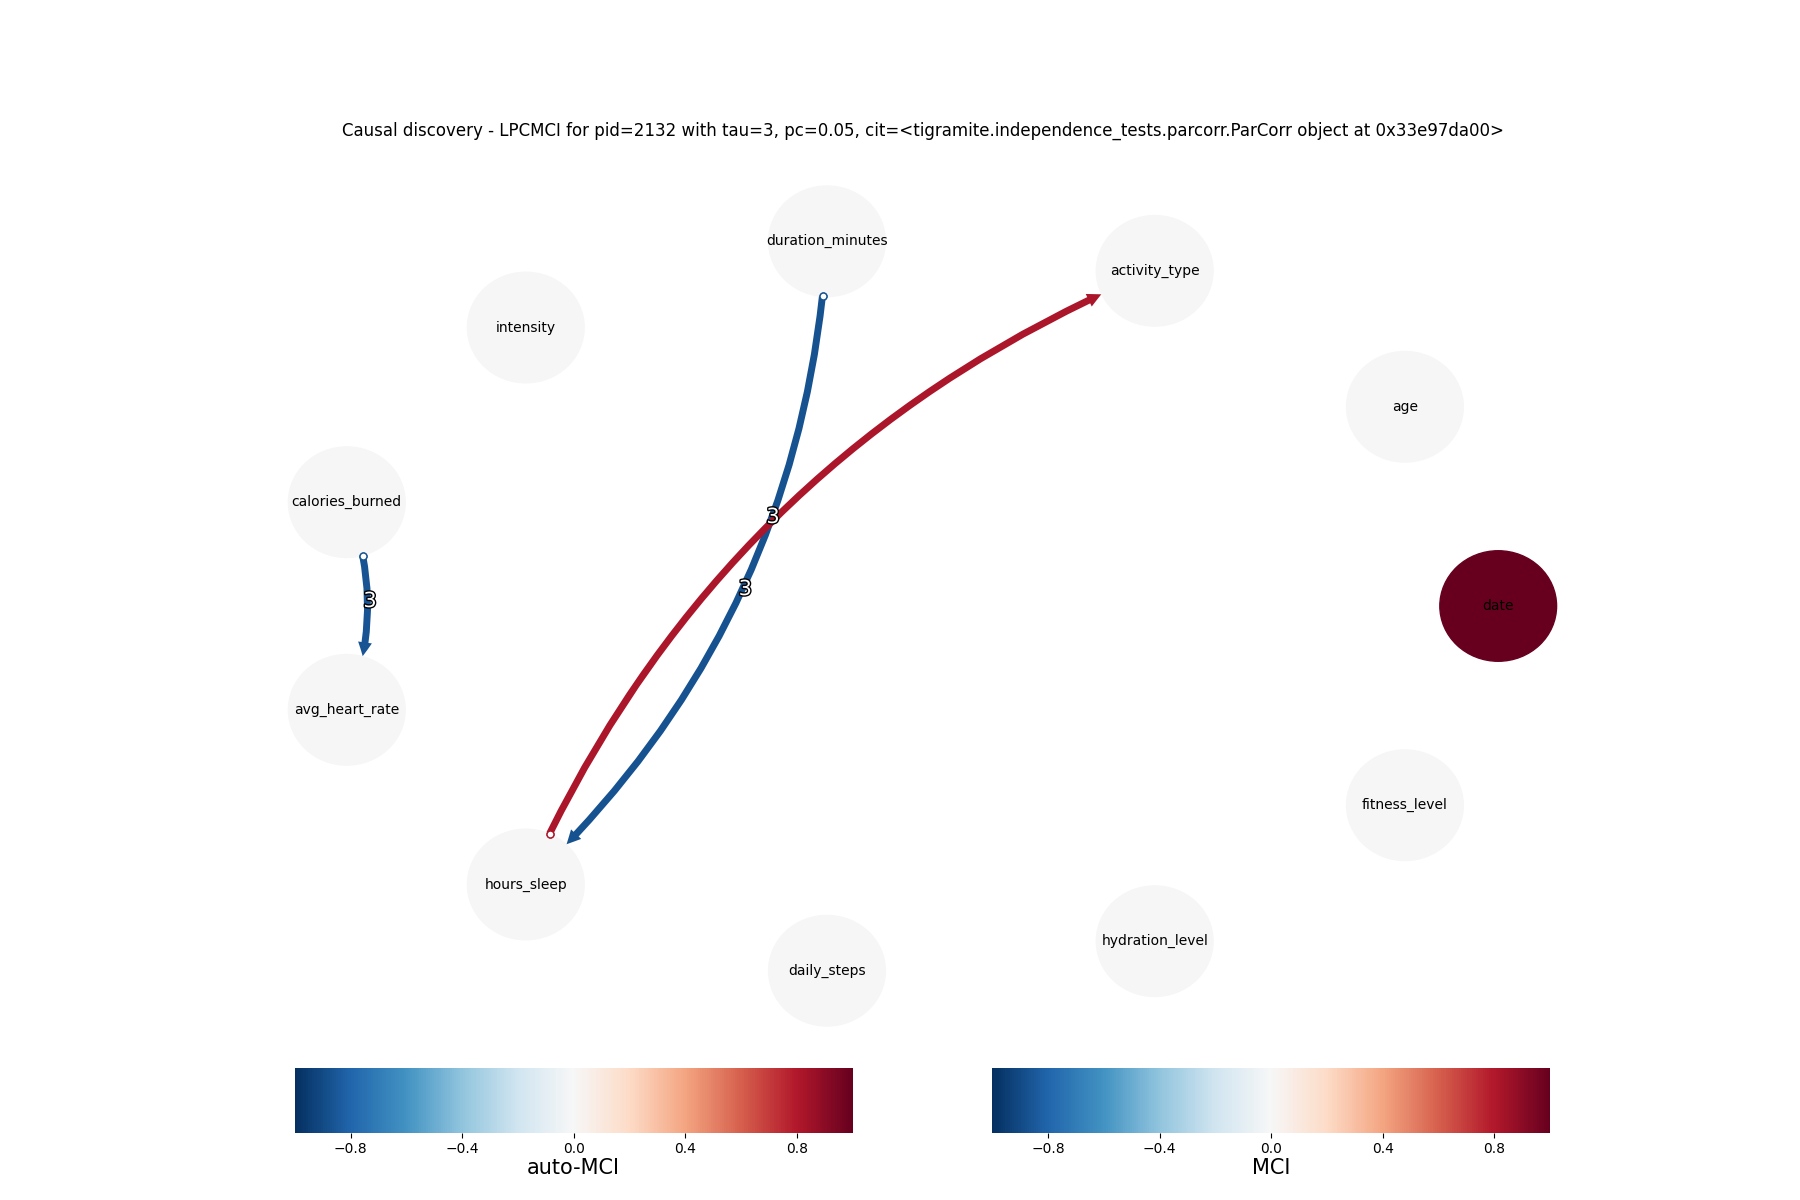 Causal discovery - LPCMCI for pid=2132 with tau=3, pc=0.05, cit=<tigramite.independence_tests.parcorr.ParCorr object at 0x33e97da00>
duration_minutes
activity_type
intensity
age
calories_burned
3
3
date
3
avg_heart_rate
fitness_level
hours_sleep
hydration_level
daily_steps
−0.8 −0.4 0.0 0.4 0.8
auto-MCI
−0.8 −0.4 0.0 0.4 0.8
MCI